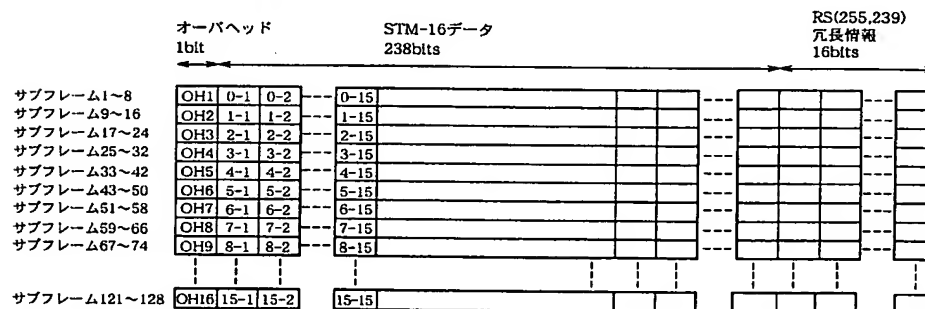 オーバヘッド
1bit
STM-16データ
238bits
RS(255,239)
冗長情報
16bits
サブフレーム1~8 OH1 0-1 0-2 0-15
サブフレーム9~16 OH2 1-1 1-2 1-15
サブフレーム17~24 OH3 2-1 2-2 2-15
サブフレーム25~32 OH4 3-1 3-2 3-15
サブフレーム33~42 OH5 4-1 4-2 4-15
サブフレーム43~50 OH6 5-1 5-2 5-15
サブフレーム51~58 OH7 6-1 6-2 6-15
サブフレーム59~66 OH8 7-1 7-2 7-15
サブフレーム67~74 OH9 8-1 8-2 8-15
サブフレーム121~128 OH16 15-1 15-2 15-15